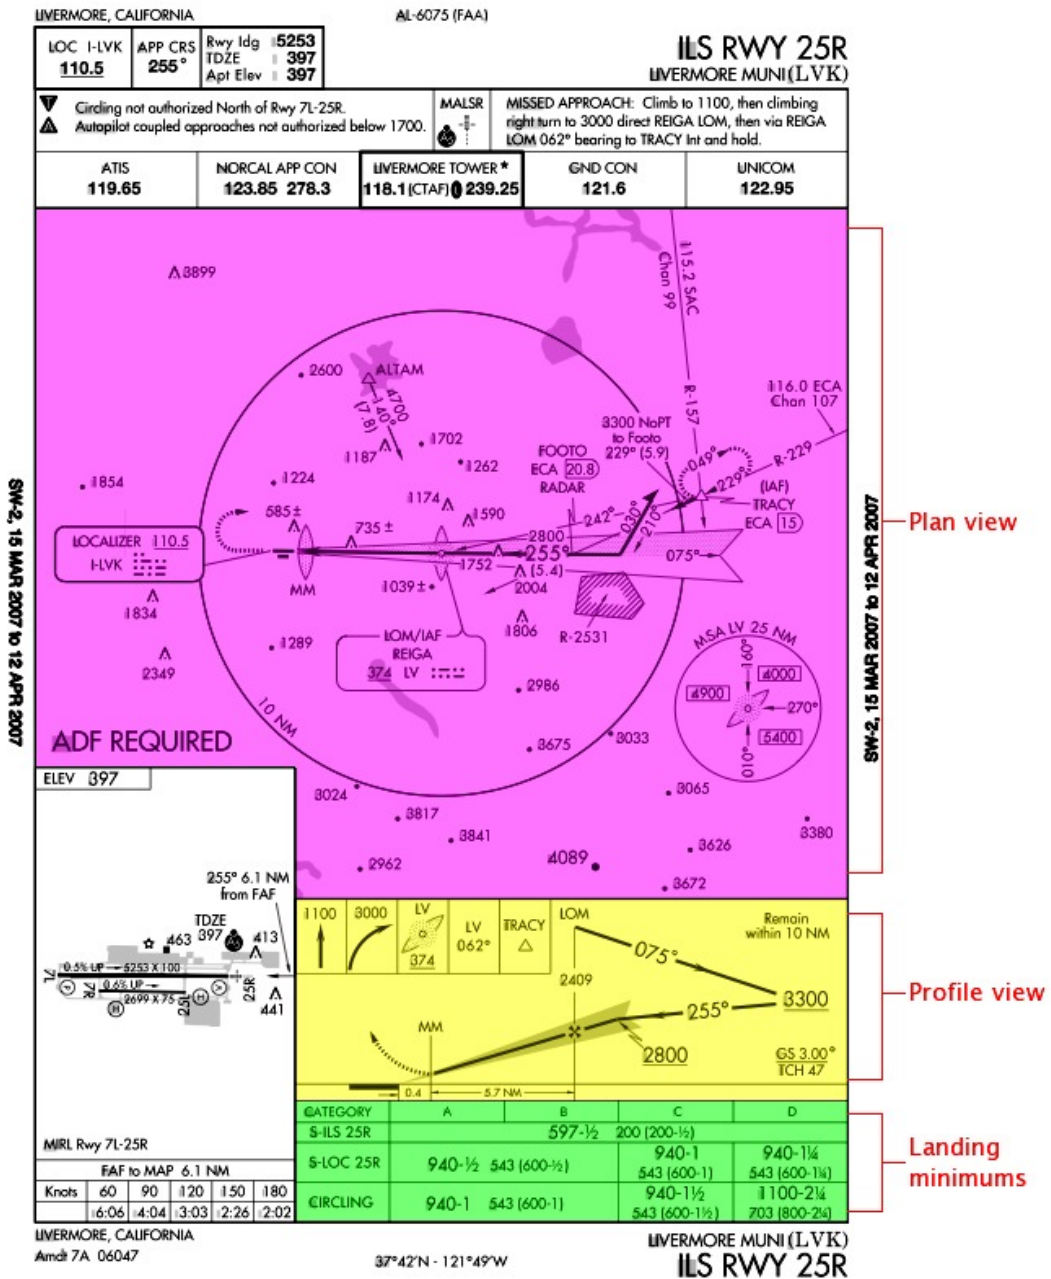 LIVERMORE, CALIFORNIA
AL-6075 (FAA)
LOC I-LVK
110.5
APP CRS
255°
Rwy ldg 5253
TDZE 397
Apt Elev 397
ILS RWY 25R
LIVERMORE MUNI (LVK)
Circling not authorized North of Rwy 7L-25R.
Autopilot coupled approaches not authorized below 1700.
MALSR
MISSED APPROACH: Climb to 1100, then climbing
right turn to 3000 direct REIGA LOM, then via REIGA
LOM 062° bearing to TRACY Int and hold.
ATIS
119.65
NORCAL APP CON
123.85 278.3
LIVERMORE TOWER*
118.1 (CTAF) 239.25
GND CON
121.6
UNICOM
122.95
115.2 SAC
Chan 99
3899
2600
ALTAM
4700
140°
(7.8)
R-157
116.0 ECA
Chan 107
3300 NoPT
to Footo
229° (5.9)
1702
1187
1262
FOOTO
ECA 20.8
RADAR
049°
229°
R-229
1854
1224
1174
(IAF)
TRACY
ECA 15
585±
735±
1590
242°
030°
210°
2800
LOCALIZER 110.5
I-LVK
255°
075°
1752
(5.4)
MM
1039±
2004
1834
1806
R-2531
LOM/IAF
REIGA
374 LV
1289
2349
MSA LV 25 NM
160°
4000
4900
270°
5400
010°
2986
10 NM
3675
3033
ADF REQUIRED
3024
3065
3817
3841
3380
3626
2962
4089
3672
Plan view
SW-2, 15 MAR 2007 to 12 APR 2007
SW-2, 15 MAR 2007 to 12 APR 2007
ELEV 397
255° 6.1 NM
from FAF
TDZE
397
463
413
0.5% UP
5253 X 100
7L
7R
0.6% UP
2699 X 75
25L
25R
441
MIRL Rwy 7L-25R
FAF to MAP 6.1 NM
Knots 60 90 120 150 180
6:06 4:04 3:03 2:26 2:02
1100
3000
LV
374
LV
062°
TRACY
LOM
Remain
within 10 NM
075°
2409
3300
255°
MM
2800
GS 3.00°
TCH 47
0.4
5.7 NM
Profile view
CATEGORY A B C D
S-ILS 25R 597-½ 200 (200-½)
S-LOC 25R 940-½ 543 (600-½) 940-1 543 (600-1) 940-1¼ 543 (600-1¼)
CIRCLING 940-1 543 (600-1) 940-1½ 543 (600-1½) 1100-2¼ 703 (800-2¼)
Landing
minimums
LIVERMORE, CALIFORNIA
Amdt 7A 06047
37°42'N - 121°49'W
LIVERMORE MUNI (LVK)
ILS RWY 25R